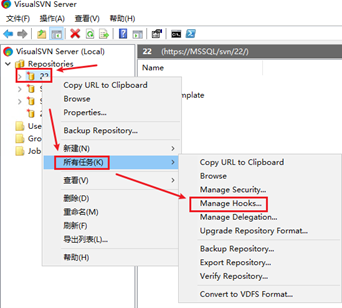 VisualSVN Server
文件(F) 操作(A) 查看(V) 帮助(H)
VisualSVN Server (Local)
Repositories
22
Use
Gro
Job
22 (https://MSSQL/svn/22/)
Name
mplate
Copy URL to Clipboard
Browse
Properties...
Backup Repository...
新建(N)
所有任务(K)
查看(V)
删除(D)
重命名(M)
刷新(F)
导出列表(L)...
帮助(H)
Copy URL to Clipboard
Browse
Manage Security...
Manage Hooks...
Manage Delegation...
Upgrade Repository Format...
Backup Repository...
Export Repository...
Verify Repository...
Convert to VDFS Format...